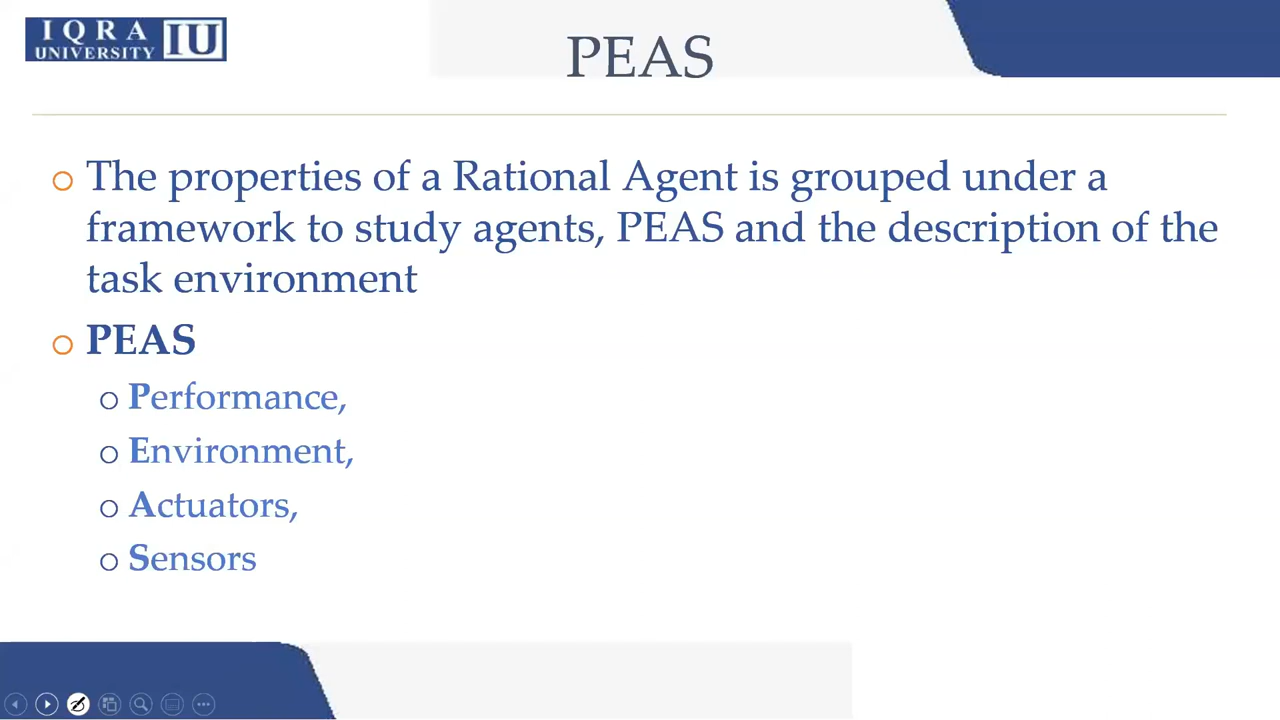 IQRA
UNIVERSITY
IU
PEAS
The properties of a Rational Agent is grouped under a
framework to study agents, PEAS and the description of the
task environment
PEAS
Performance,
Environment,
Actuators,
Sensors